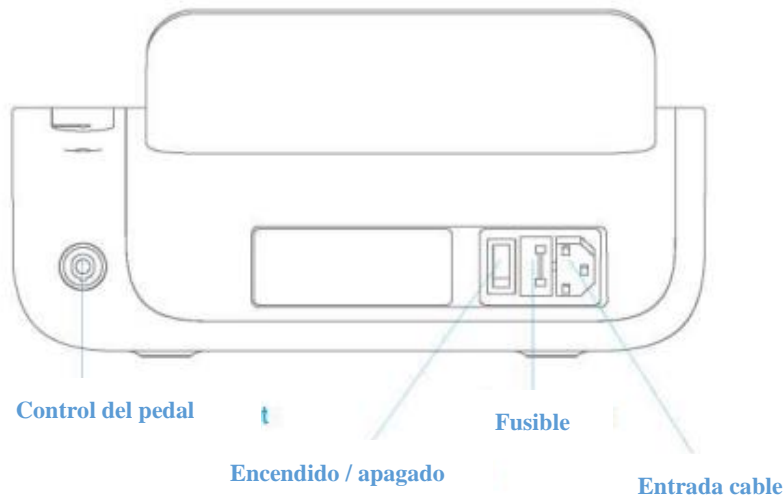 Control del pedal
t
Fusible
Encendido / apagado
Entrada cable